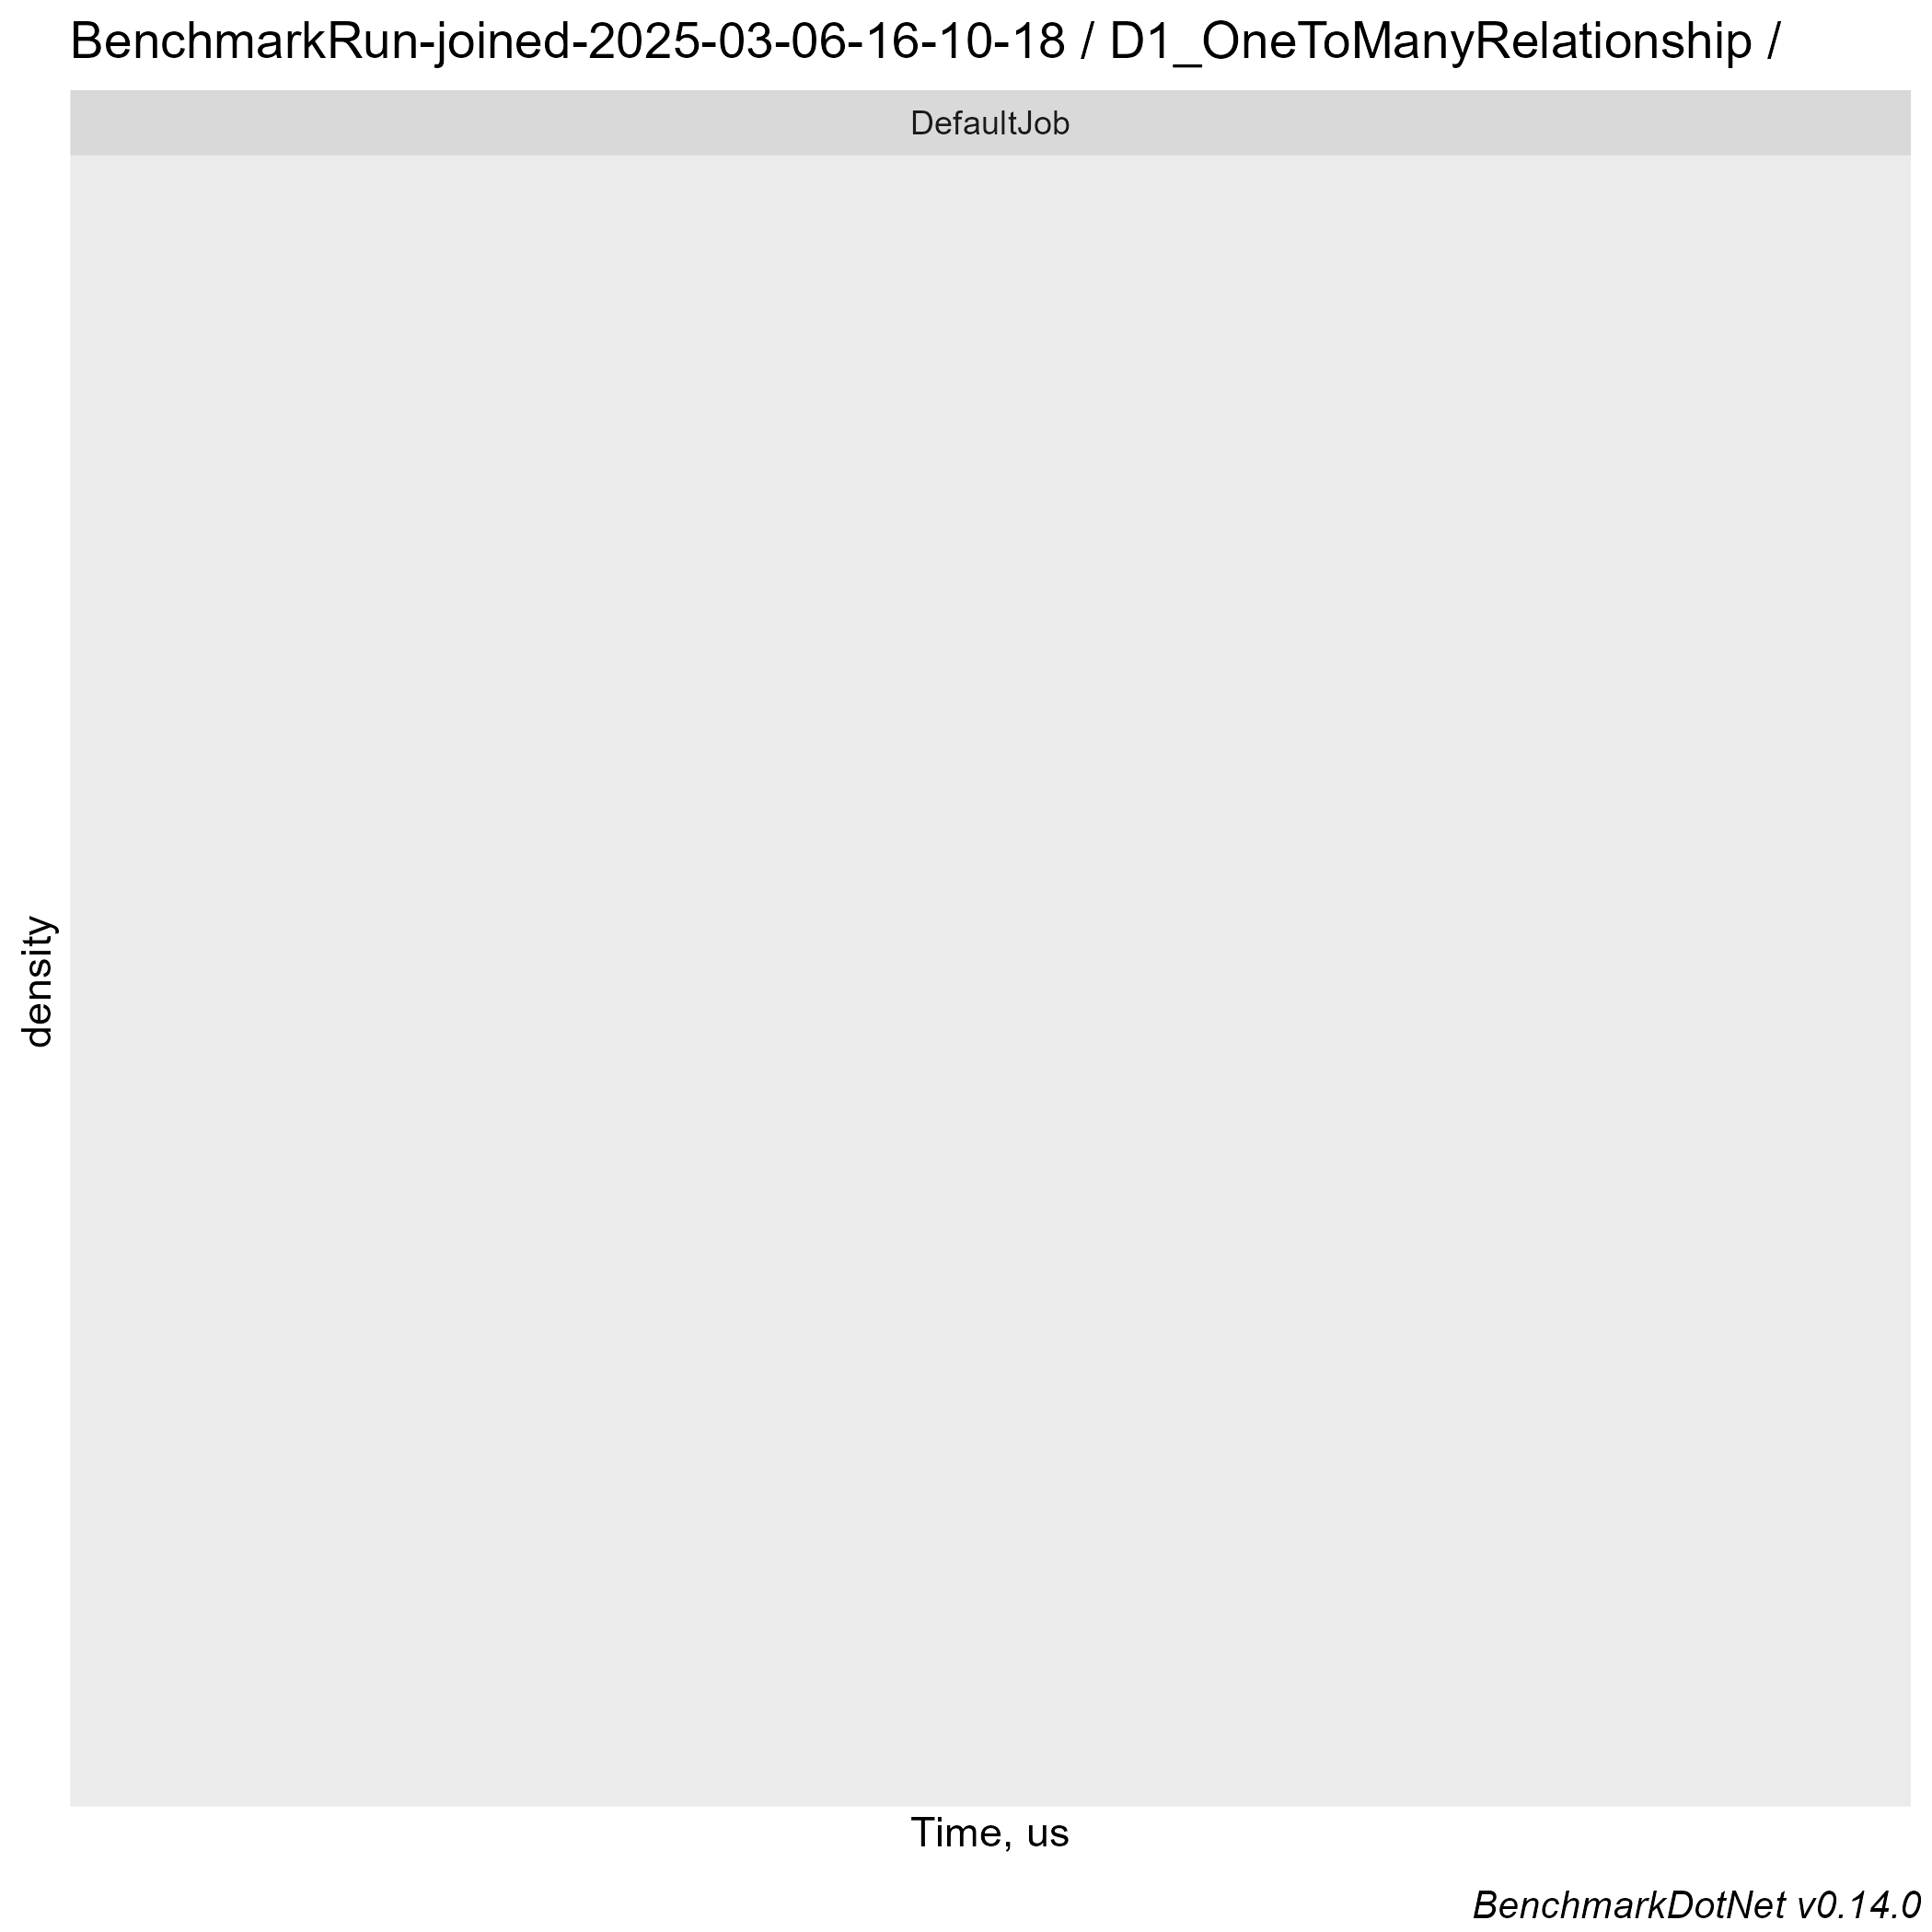 BenchmarkRun-joined-2025-03-06-16-10-18 / D1_OneToManyRelationship /
DefaultJob
density
Time, us
BenchmarkDotNet v0.14.0